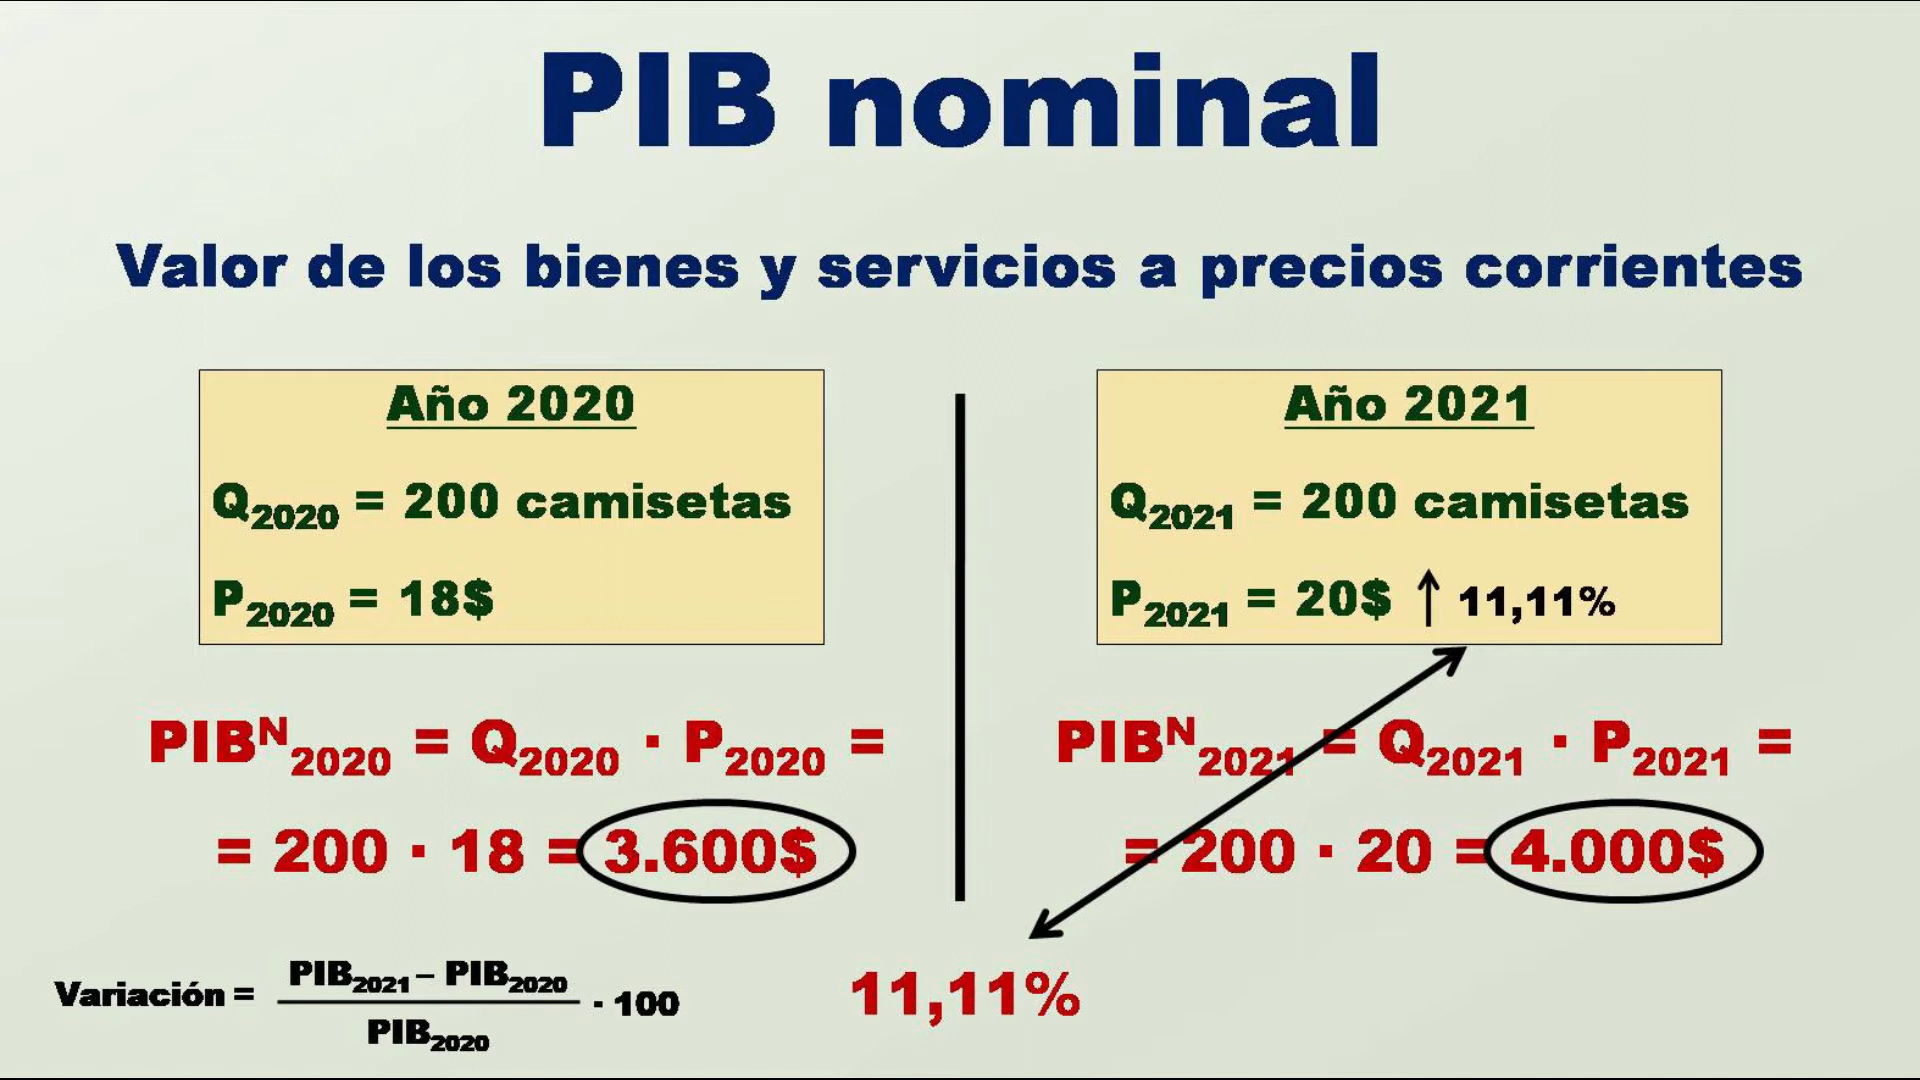 PIB nominal
Valor de los bienes y servicios a precios corrientes
Año 2020
Q2020 = 200 camisetas
P2020 = 18$
Año 2021
Q2021 = 200 camisetas
P2021 = 20$ ↑ 11,11%
PIBᴺ2020 = Q2020 · P2020 =
= 200 · 18 = 3.600$
PIBᴺ2021 = Q2021 · P2021 =
= 200 · 20 = 4.000$
Variación =
PIB2021 – PIB2020
PIB2020
· 100
11,11%